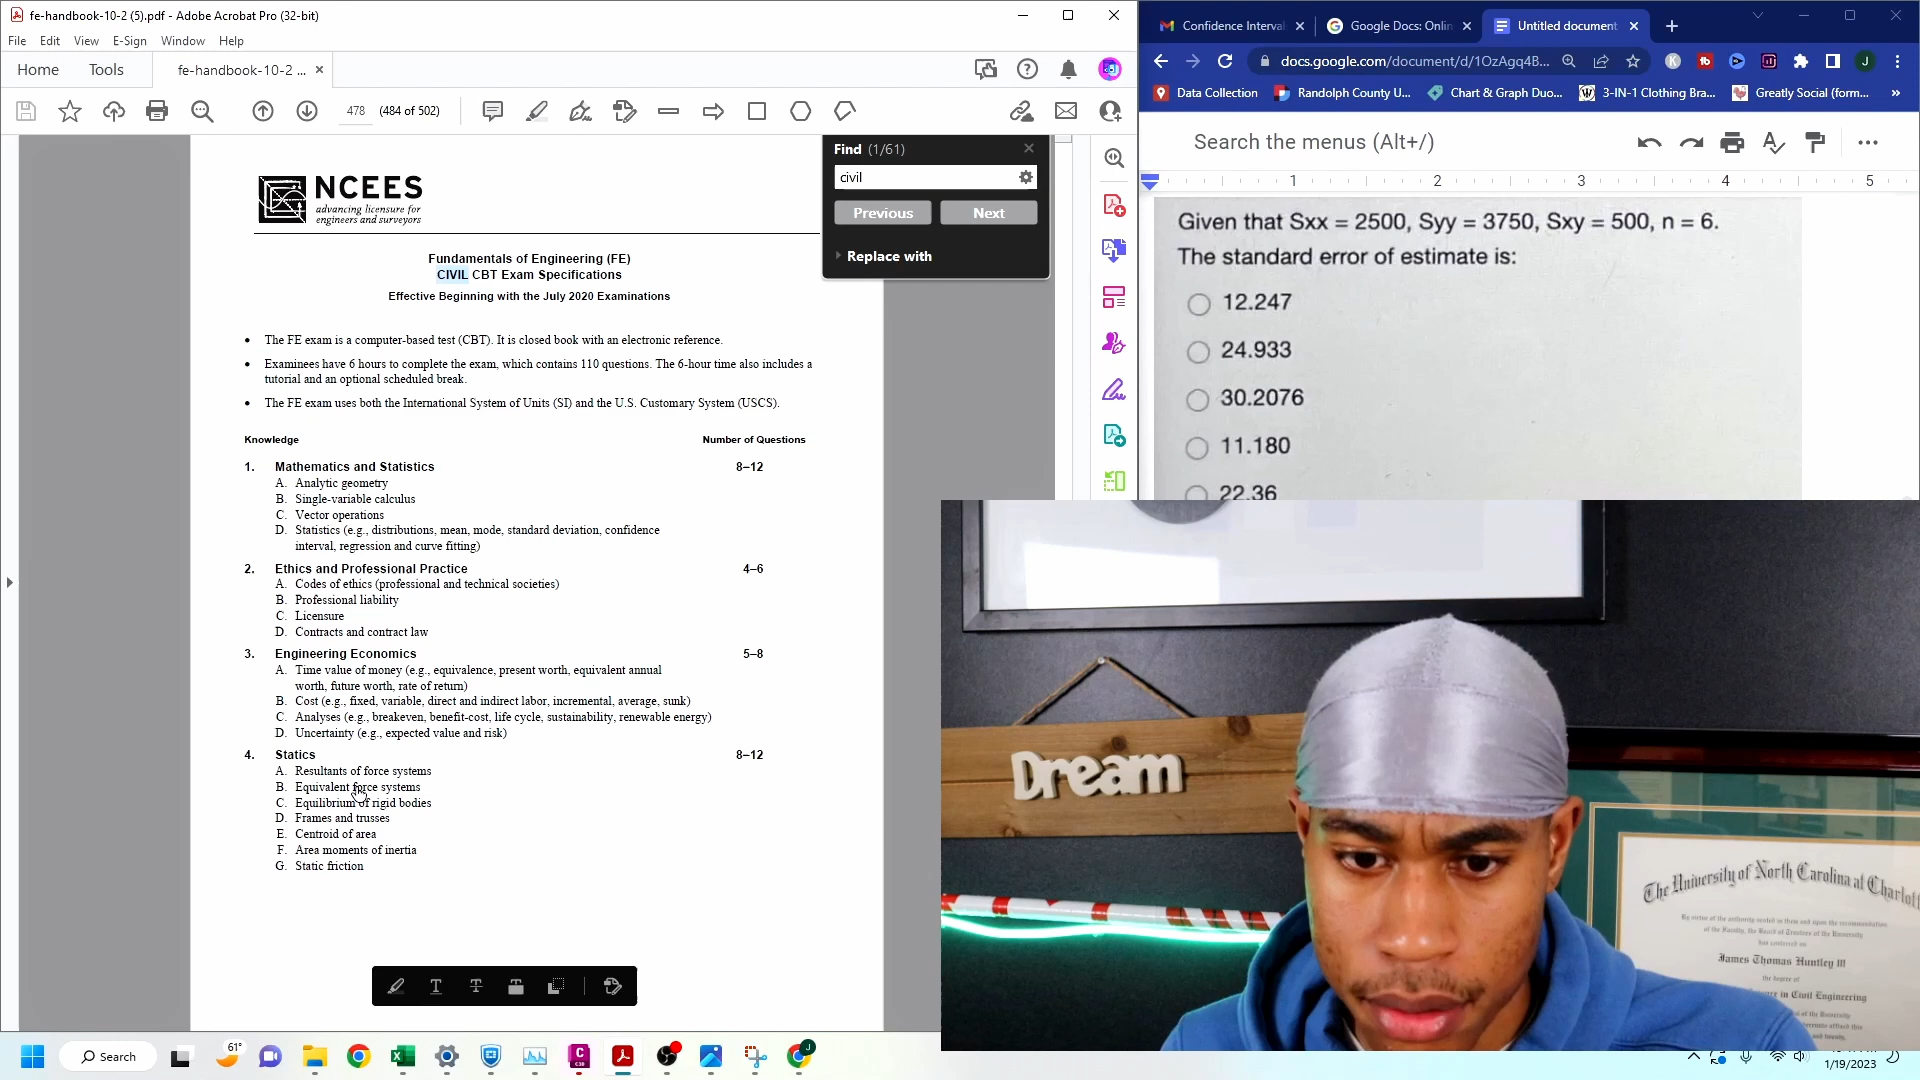 fe-handbook-10-2 (5).pdf - Adobe Acrobat Pro (32-bit)
File Edit View E-Sign Window Help
Home Tools fe-handbook-10-2 ... ×
478 (484 of 502)
Find (1/61)
civil
Previous Next
Replace with
NCEES
advancing licensure for
engineers and surveyors
Fundamentals of Engineering (FE)
CIVIL CBT Exam Specifications
Effective Beginning with the July 2020 Examinations
• The FE exam is a computer-based test (CBT). It is closed book with an electronic reference.
• Examinees have 6 hours to complete the exam, which contains 110 questions. The 6-hour time also includes a
tutorial and an optional scheduled break.
• The FE exam uses both the International System of Units (SI) and the U.S. Customary System (USCS).
Knowledge Number of Questions
1. Mathematics and Statistics 8–12
A. Analytic geometry
B. Single-variable calculus
C. Vector operations
D. Statistics (e.g., distributions, mean, mode, standard deviation, confidence
interval, regression and curve fitting)
2. Ethics and Professional Practice 4–6
A. Codes of ethics (professional and technical societies)
B. Professional liability
C. Licensure
D. Contracts and contract law
3. Engineering Economics 5–8
A. Time value of money (e.g., equivalence, present worth, equivalent annual
worth, future worth, rate of return)
B. Cost (e.g., fixed, variable, direct and indirect labor, incremental, average, sunk)
C. Analyses (e.g., breakeven, benefit-cost, life cycle, sustainability, renewable energy)
D. Uncertainty (e.g., expected value and risk)
4. Statics 8–12
A. Resultants of force systems
B. Equivalent force systems
C. Equilibrium of rigid bodies
D. Frames and trusses
E. Centroid of area
F. Area moments of inertia
G. Static friction
Confidence Interva Google Docs: Onlin Untitled document
docs.google.com/document/d/1OzAgq4B...
Data Collection Randolph County U... Chart & Graph Duo... 3-IN-1 Clothing Bra... Greatly Social (form... »
Search the menus (Alt+/)
1 2 3 4 5
Given that Sxx = 2500, Syy = 3750, Sxy = 500, n = 6.
The standard error of estimate is:
12.247
24.933
30.2076
11.180
22.36
Dream
The University of North Carolina at Charlott
James Thomas Huntley III
the degree of
in Civil Engineering
61°
Search
1/19/2023